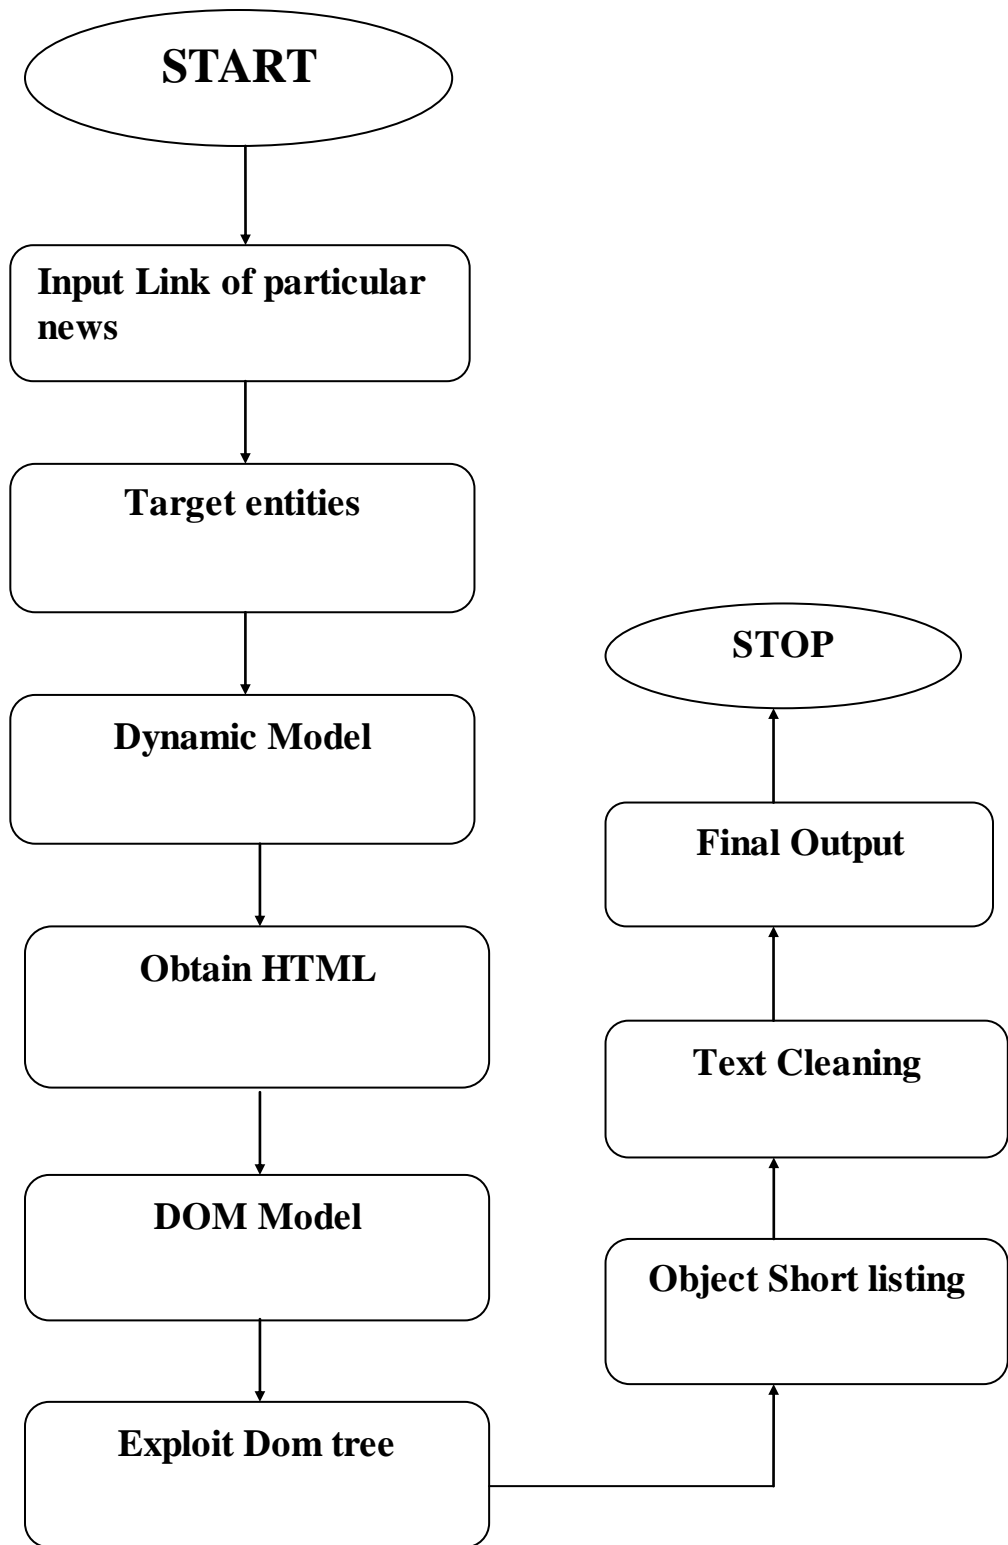 START
Input Link of particular
news
Target entities
Dynamic Model
Obtain HTML
DOM Model
Exploit Dom tree
Object Short listing
Text Cleaning
Final Output
STOP